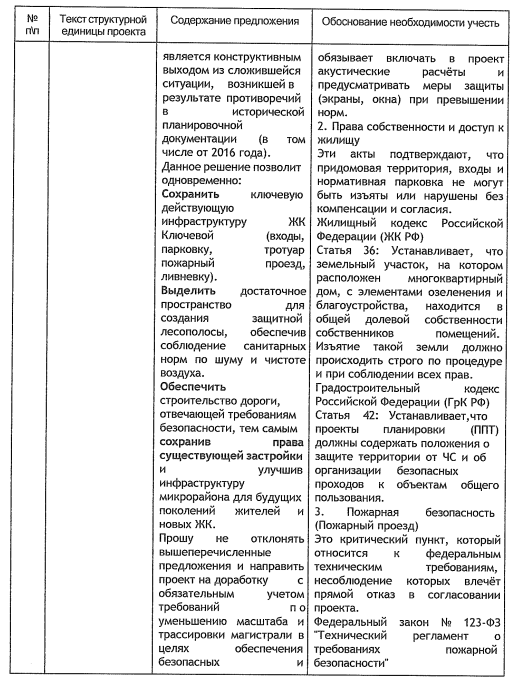 № п\п
Текст структурной единицы проекта
Содержание предложения
Обоснование необходимости учесть
является конструктивным
выходом из сложившейся
ситуации, возникшей в
результате противоречий
в исторической
планировочной
документации (в том
числе от 2016 года).
Данное решение позволит
одновременно:
Сохранить ключевую
действующую
инфраструктуру ЖК
Ключевой (входы,
парковку, тротуар
пожарный проезд,
ливневку).
Выделить достаточное
пространство для
создания защитной
лесополосы, обеспечив
соблюдение санитарных
норм по шуму и чистоте
воздуха.
Обеспечить
строительство дороги,
отвечающей требованиям
безопасности, тем самым
сохранив права
существующей застройки
и улучшив
инфраструктуру
микрорайона для будущих
поколений жителей и
новых ЖК.
Прошу не отклонять
вышеперечисленные
предложения и направить
проект на доработку с
обязательным учетом
требований по
уменьшению масштаба и
трассировки магистрали в
целях обеспечения
безопасных и
обязывает включать в проект
акустические расчёты и
предусматривать меры защиты
(экраны, окна) при превышении
норм.
2. Права собственности и доступ к
жилищу
Эти акты подтверждают, что
придомовая территория, входы и
нормативная парковка не могут
быть изъяты или нарушены без
компенсации и согласия.
Жилищный кодекс Российской
Федерации (ЖК РФ)
Статья 36: Устанавливает, что
земельный участок, на котором
расположен многоквартирный
дом, с элементами озеленения и
благоустройства, находится в
общей долевой собственности
собственников помещений.
Изъятие такой земли должно
происходить строго по процедуре
и при соблюдении всех прав.
Градостроительный кодекс
Российской Федерации (ГрК РФ)
Статья 42: Устанавливает,что
проекты планировки (ППТ)
должны содержать положения о
защите территории от ЧС и об
организации безопасных
проходов к объектам общего
пользования.
3. Пожарная безопасность
(Пожарный проезд)
Это критический пункт, который
относится к федеральным
техническим требованиям,
несоблюдение которых влечёт
прямой отказ в согласовании
проекта.
Федеральный закон № 123-ФЗ
"Технический регламент о
требованиях пожарной
безопасности"